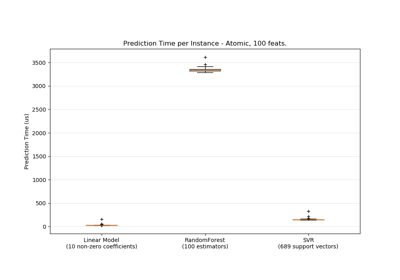 Prediction Time per Instance - Atomic, 100 feats.
3500
3000
2500
2000
1500
1000
500
0
Prediction Time (us)
Linear Model
(10 non-zero coefficients)
RandomForest
(100 estimators)
SVR
(689 support vectors)